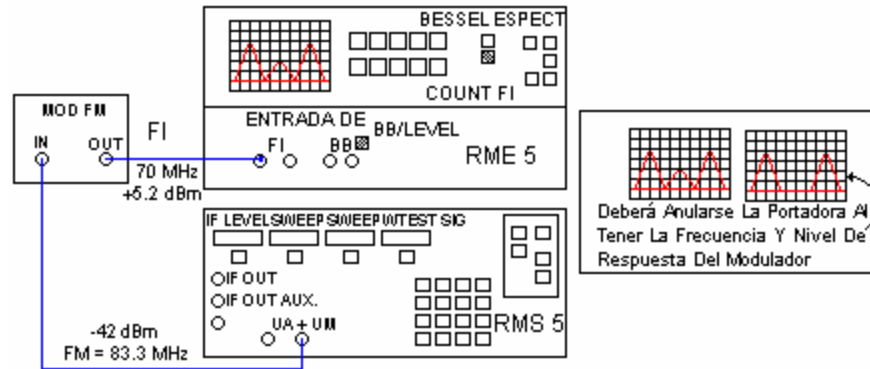 BESSEL ESPECT
COUNT FI
MOD FM
IN
OUT
FI
70 MHz
+5.2 dBm
ENTRADA DE
FI
BB
BB/LEVEL
RME 5
IF LEVEL SWEEP SWEEP W TEST SIG
IF OUT
IF OUT AUX.
UA + UM
RMS 5
-42 dBm
FM = 83.3 MHz
Deberá Anularse La Portadora Al
Tener La Frecuencia Y Nivel De
Respuesta Del Modulador